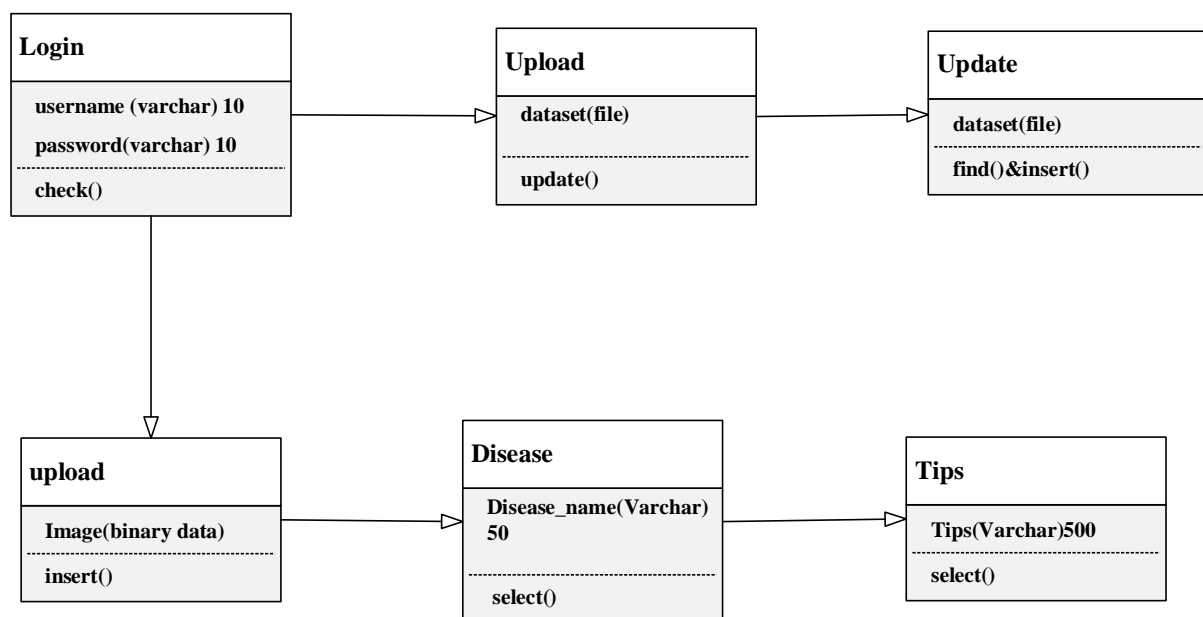 Login
username (varchar) 10
password(varchar) 10
check()
Upload
dataset(file)
update()
Update
dataset(file)
find()&insert()
upload
Image(binary data)
insert()
Disease
Disease_name(Varchar)
50
select()
Tips
Tips(Varchar)500
select()